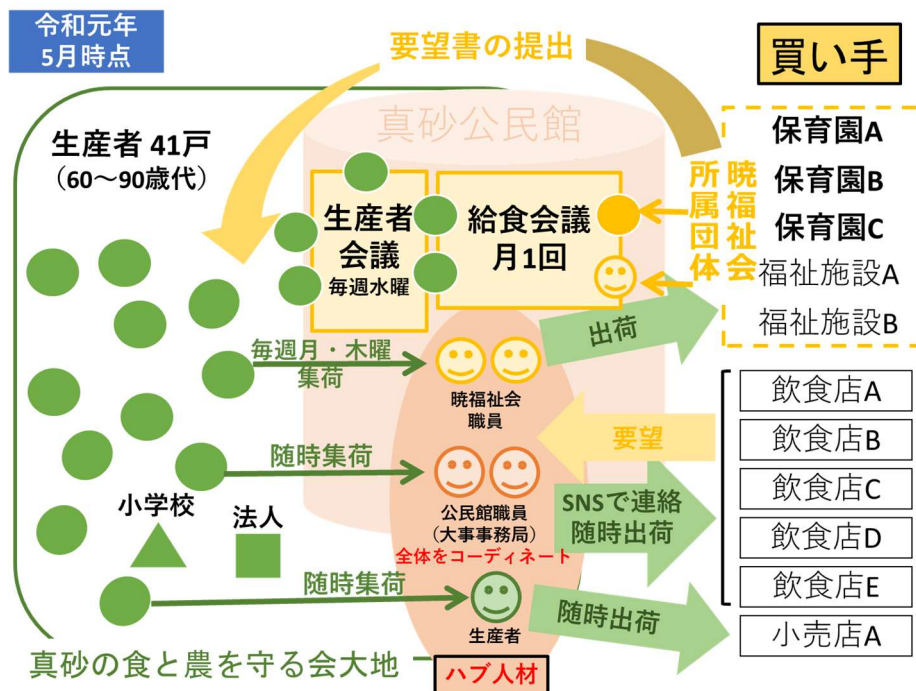 令和元年
5月時点
要望書の提出
買い手
真砂公民館
生産者 41戸
（60～90歳代）
生産者
会議
毎週水曜
給食会議
月1回
暁福祉会
所属団体
保育園A
保育園B
保育園C
福祉施設A
福祉施設B
出荷
毎週月・木曜
集荷
暁福祉会
職員
要望
飲食店A
飲食店B
飲食店C
飲食店D
飲食店E
小売店A
随時集荷
公民館職員
（大事事務局）
全体をコーディネート
SNSで連絡
随時出荷
小学校
法人
随時集荷
生産者
随時出荷
真砂の食と農を守る会大地
ハブ人材